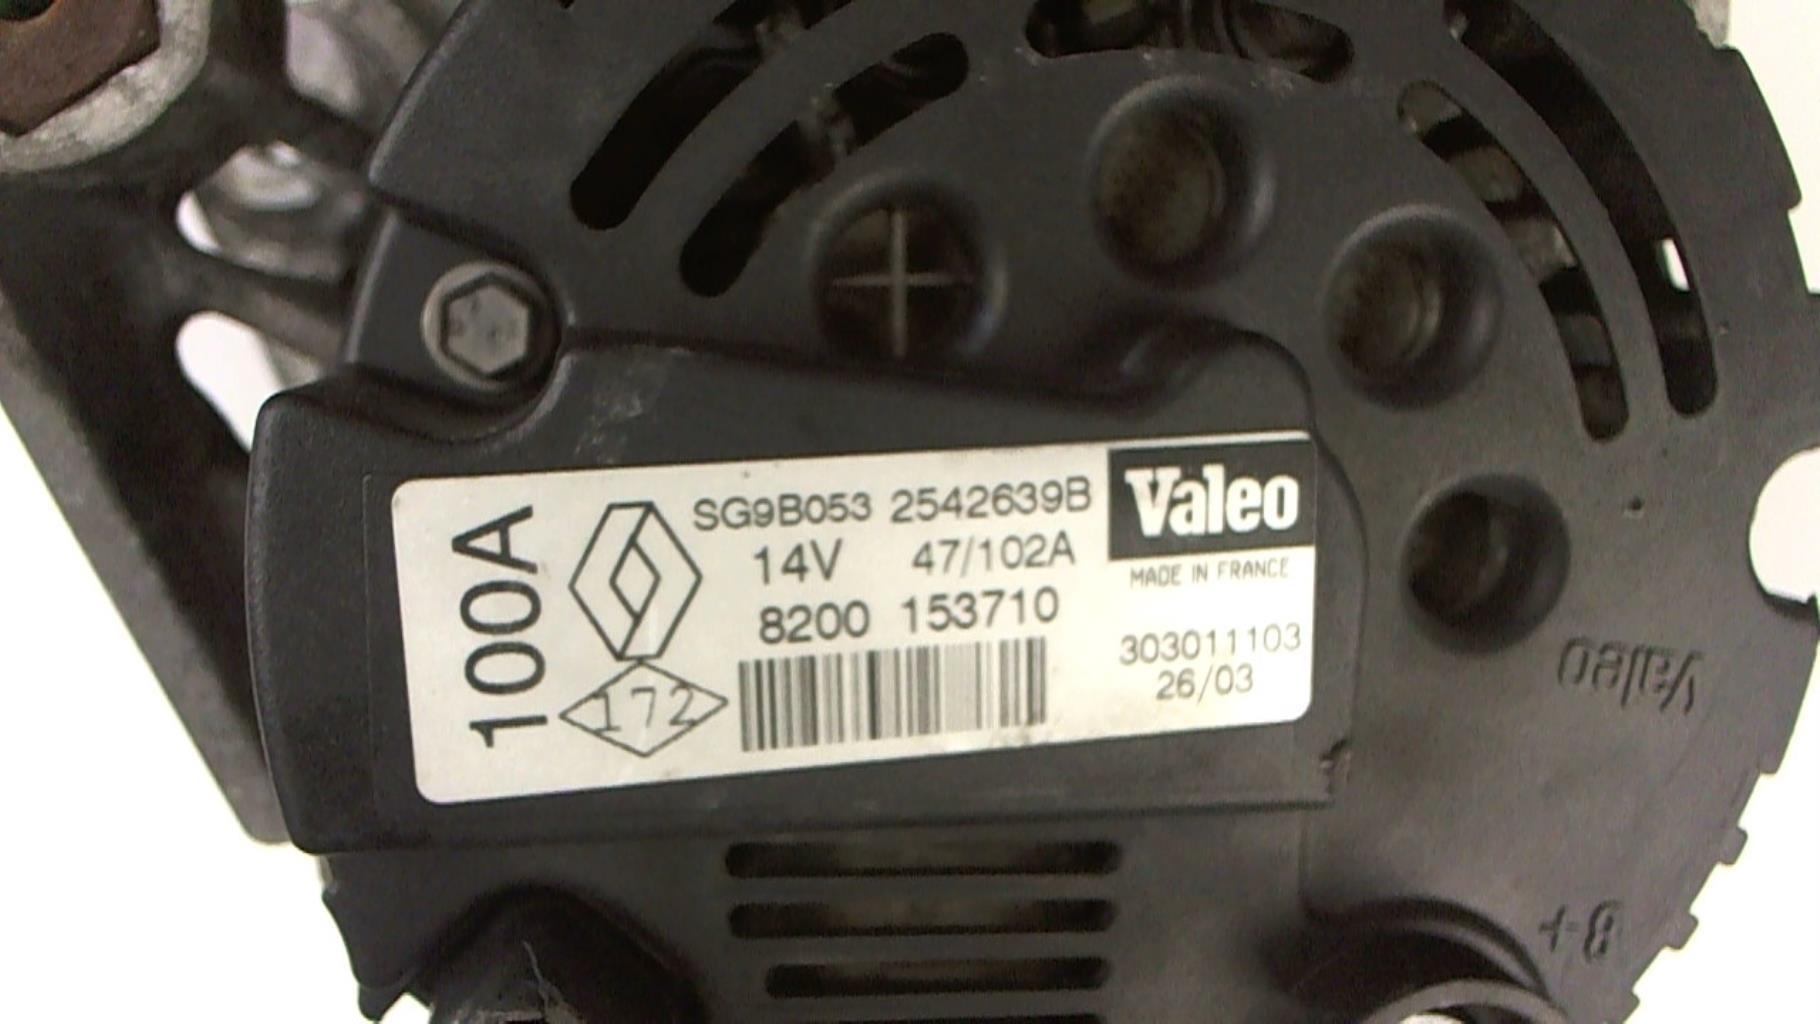 100A
SG9B053 2542639B
14V 47/102A
8200 153710
172
Valeo
MADE IN FRANCE
303011103
26/03
Valeo
B+